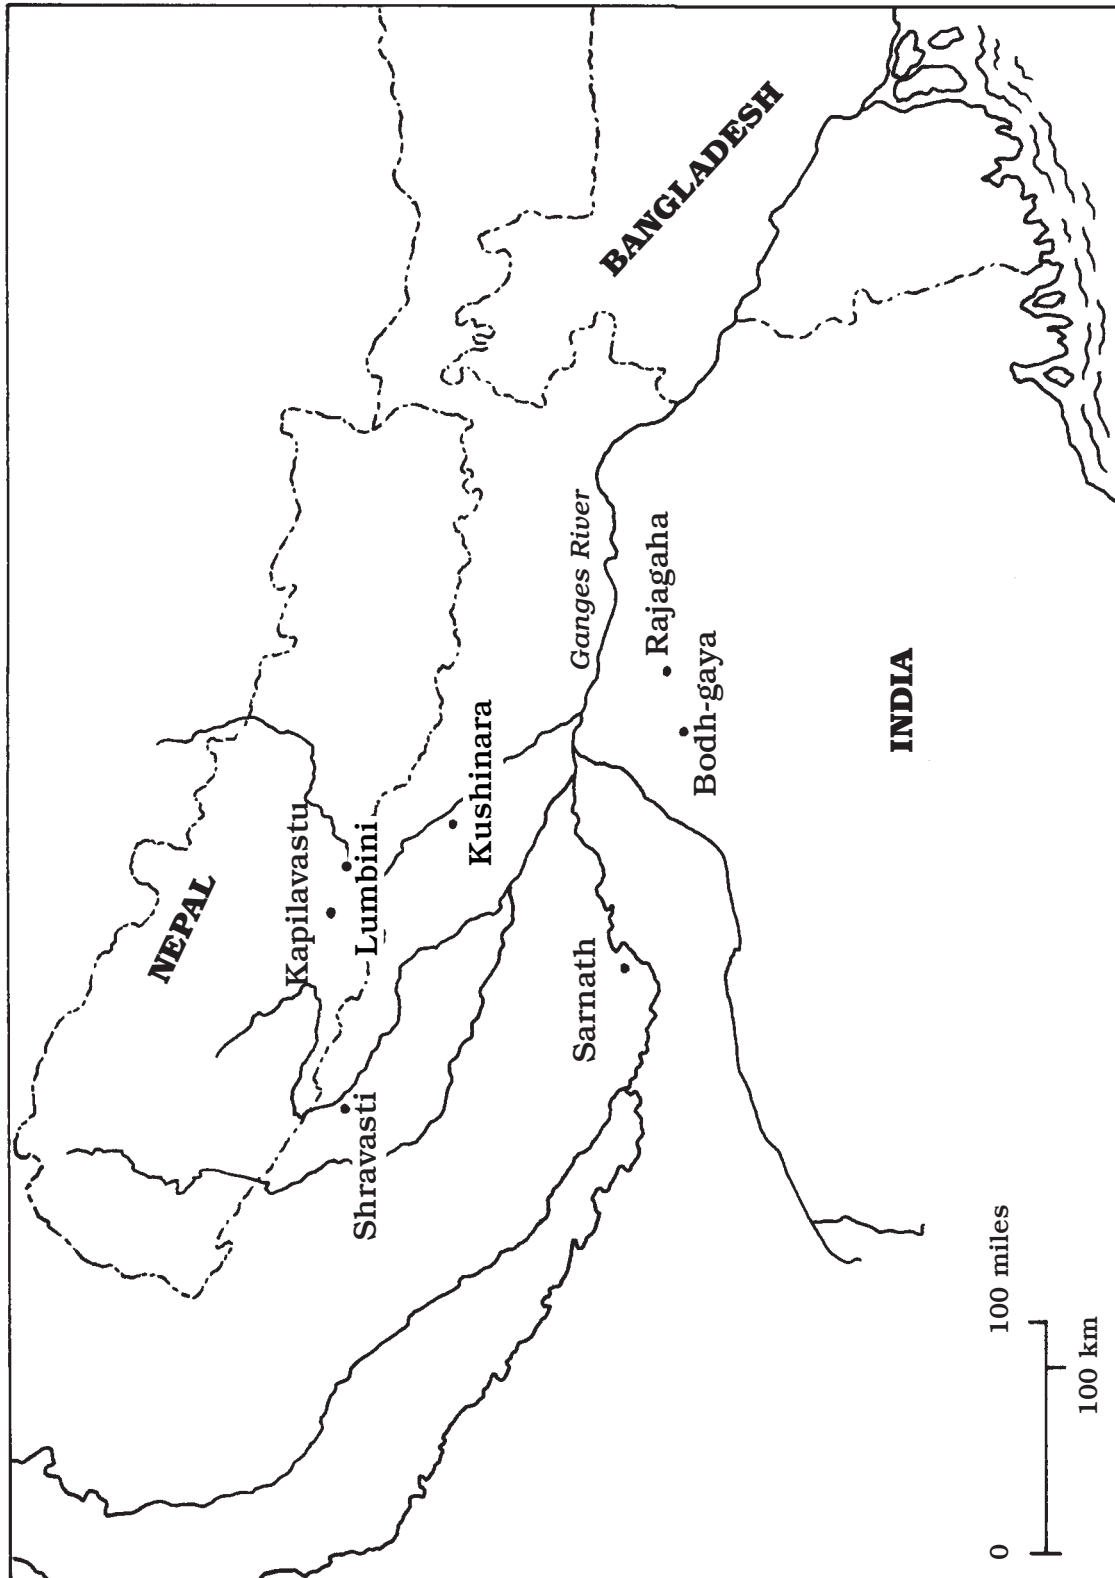 NEPAL
Kapilavastu
Lumbini
Shravasti
Kushinara
BANGLADESH
Ganges River
Sarnath
Rajagaha
Bodh-gaya
INDIA
0
100 miles
100 km